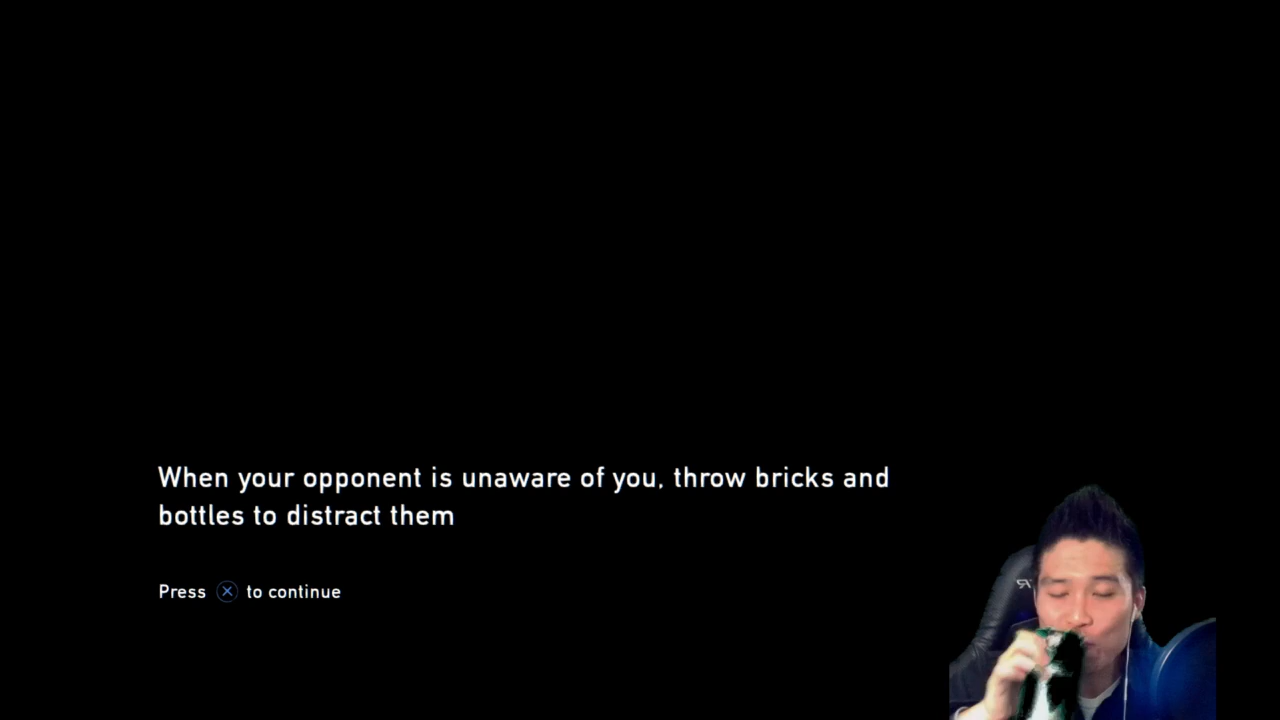 When your opponent is unaware of you, throw bricks and
bottles to distract them
Press ⓧ to continue